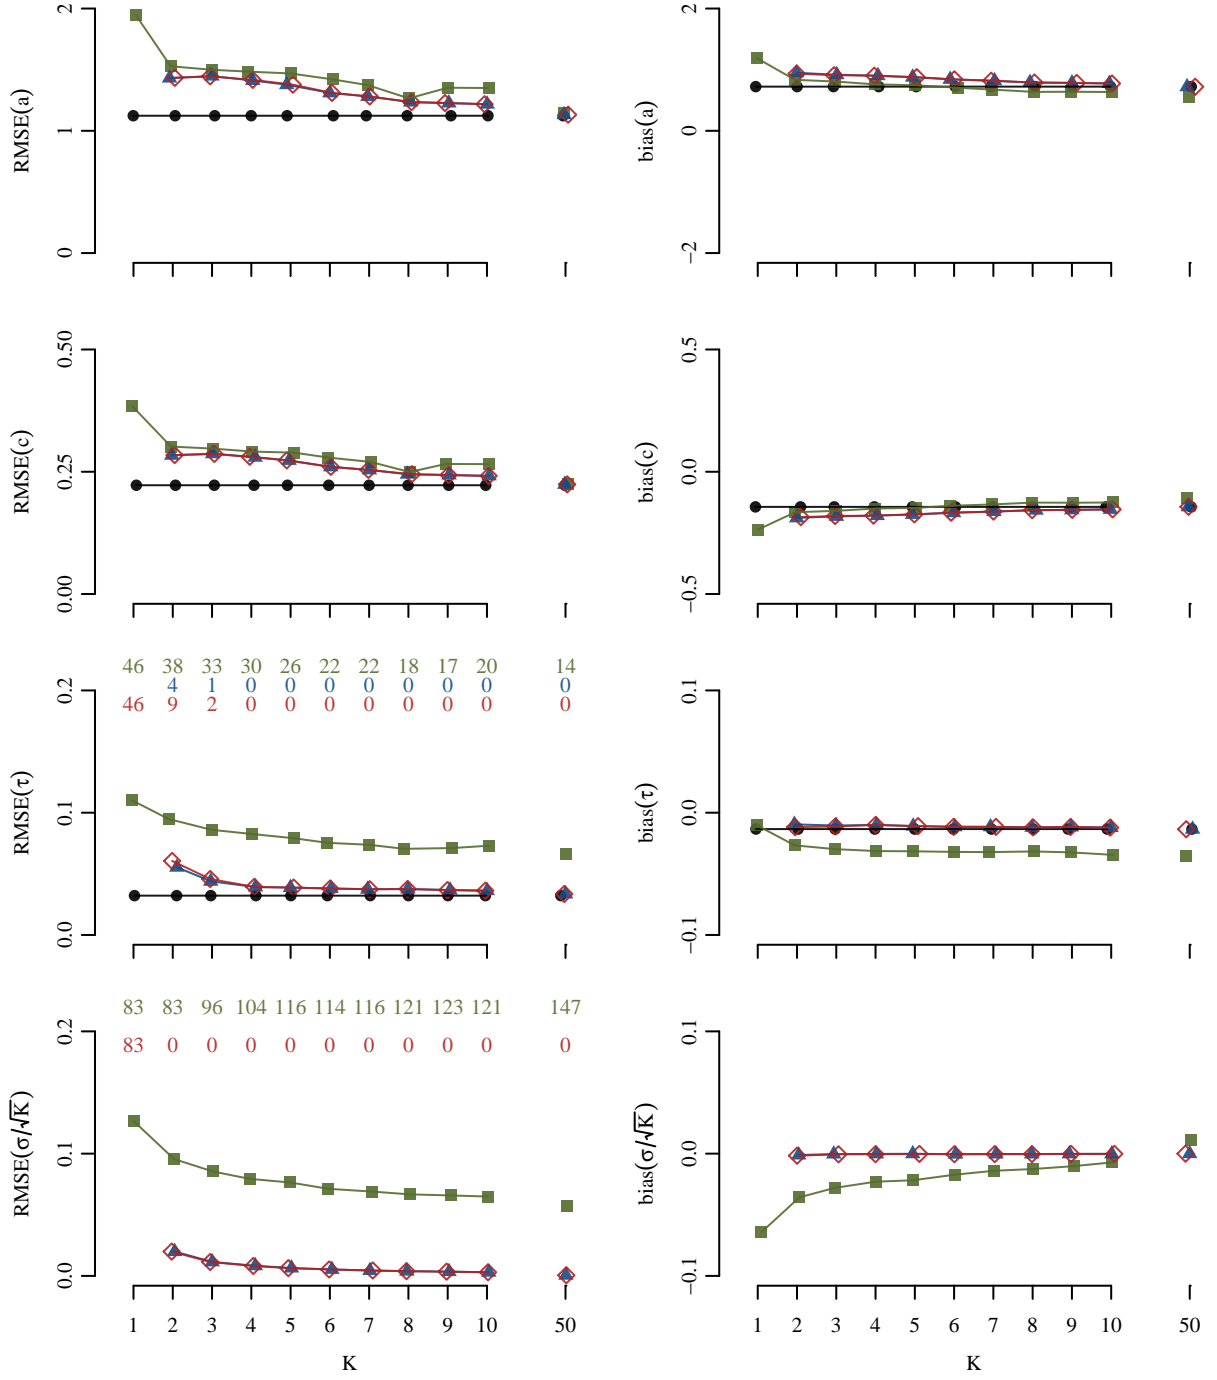 RMSE(a)
0 1 2
bias(a)
−2 0 2
RMSE(c)
0.00 0.25 0.50
bias(c)
−0.5 0.0 0.5
RMSE(τ)
0.0 0.1 0.2
46 38 33 30 26 22 22 18 17 20 14
4 1 0 0 0 0 0 0 0 0
46 9 2 0 0 0 0 0 0 0 0
bias(τ)
−0.1 0.0 0.1
RMSE(σ/√K)
0.0 0.1 0.2
83 83 96 104 116 114 116 121 123 121 147
83 0 0 0 0 0 0 0 0 0 0
1 2 3 4 5 6 7 8 9 10 50
K
bias(σ/√K)
−0.1 0.0 0.1
1 2 3 4 5 6 7 8 9 10 50
K